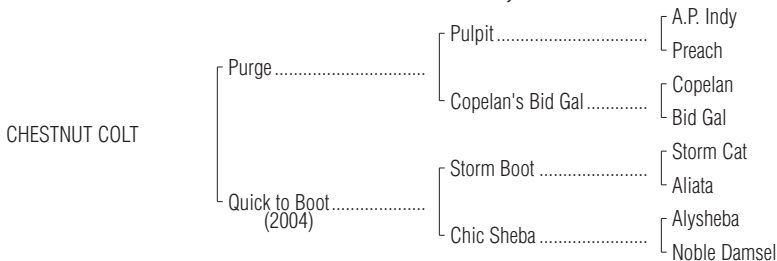 A.P. Indy
Pulpit
Preach
Purge
Copelan
Copelan's Bid Gal
Bid Gal
CHESTNUT COLT
Storm Cat
Storm Boot
Aliata
Quick to Boot
(2004)
Alysheba
Chic Sheba
Noble Damsel